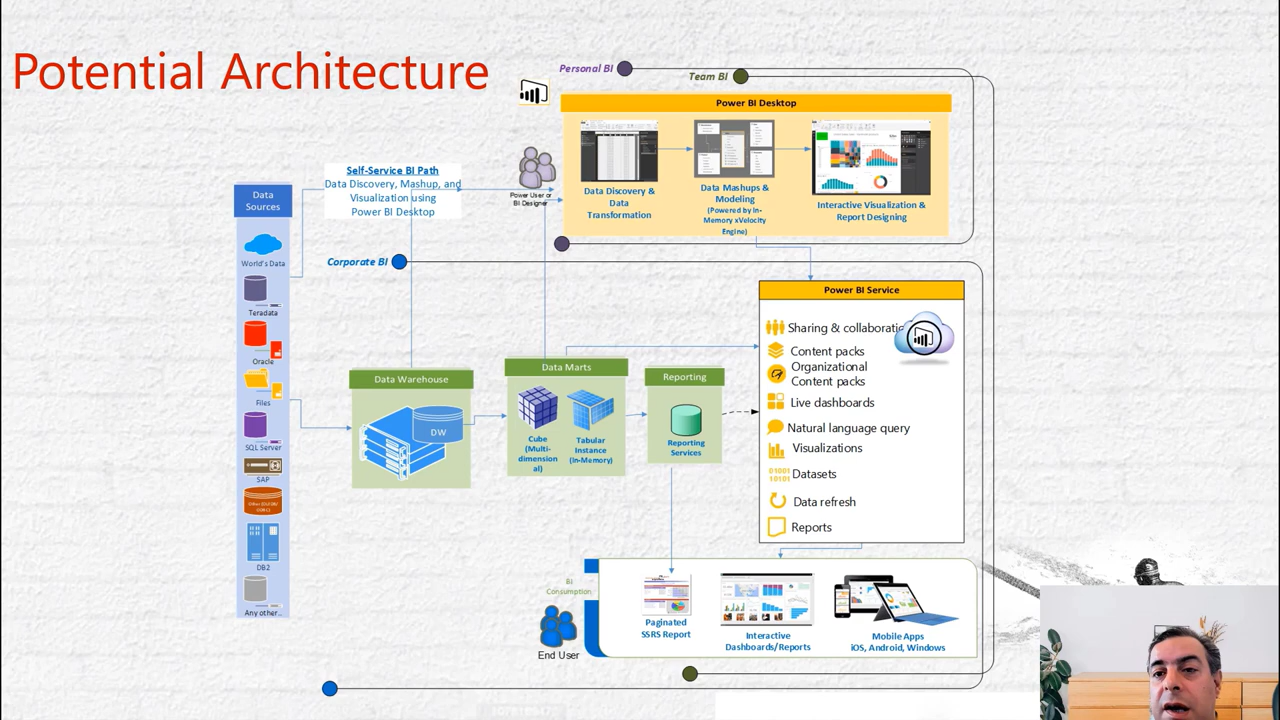 Potential Architecture
Personal BI
Team BI
Power BI Desktop
Data Discovery &
Data
Transformation
Data Mashups &
Modeling
(Powered by In-
Memory xVelocity
Engine)
Interactive Visualization &
Report Designing
Self-Service BI Path
Data Discovery, Mashup, and
Visualization using
Power BI Desktop
Power User or
BI Designer
Data
Sources
World's Data
Teradata
Oracle
Files
SQL Server
SAP
DB2
Any other..
Corporate BI
Data Warehouse
DW
Data Marts
Cube
(Multi-
dimension
al)
Tabular
Instance
(In-Memory)
Reporting
Reporting
Services
Power BI Service
Sharing & collaboratio
Content packs
Organizational
Content packs
Live dashboards
Natural language query
Visualizations
01001
10101
Datasets
Data refresh
Reports
BI
Consumption
End User
Paginated
SSRS Report
Interactive
Dashboards/Reports
Mobile Apps
iOS, Android, Windows